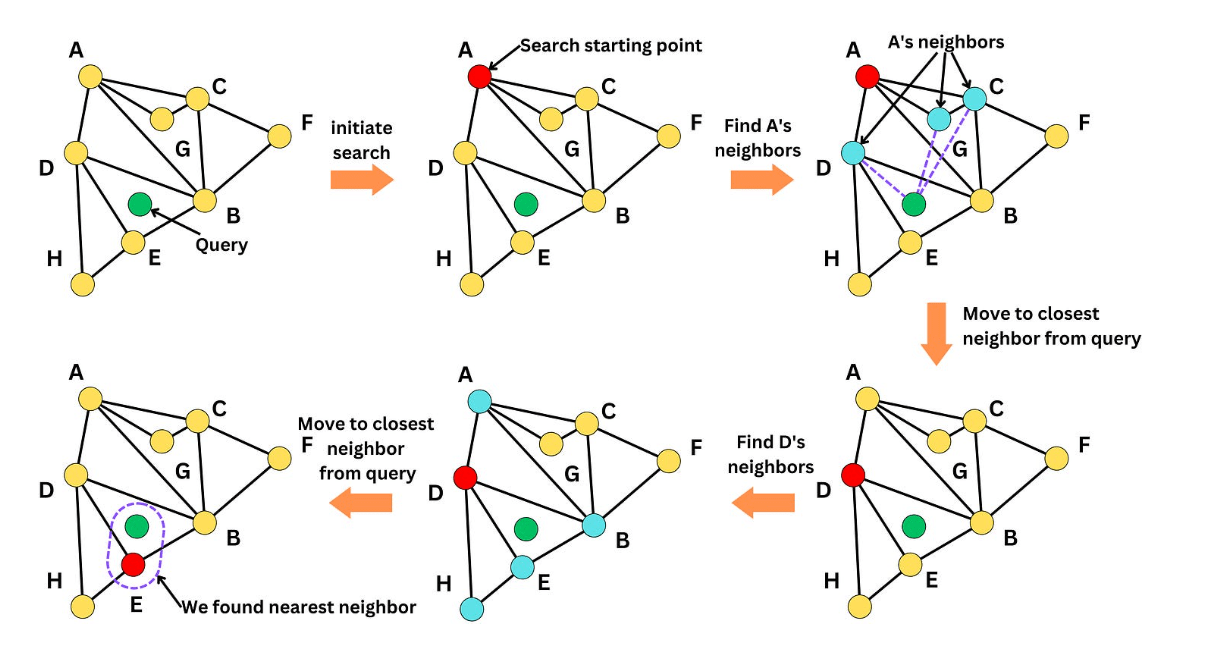 A
C
F
G
D
B
Query
E
H
initiate
search
A
Search starting point
C
F
G
D
B
E
H
Find A's
neighbors
A
A's neighbors
C
F
G
D
B
E
H
Move to closest
neighbor from query
A
C
F
G
D
B
E
H
Find D's
neighbors
A
C
F
G
D
B
E
H
Move to closest
neighbor
from query
A
C
F
G
D
B
H
E
We found nearest neighbor